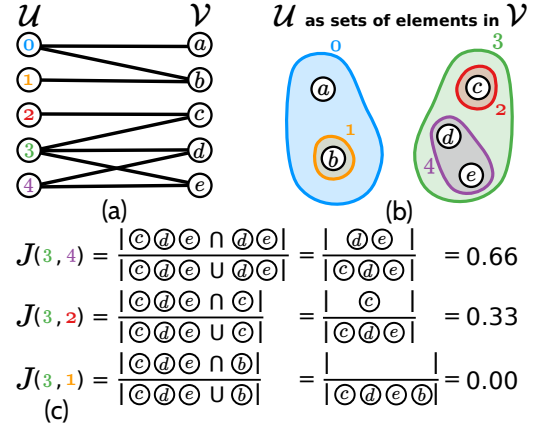 𝒰 𝒱
0 a
1 b
2 c
3 d
4 e
(a)
𝒰 as sets of elements in 𝒱
0 3
a c
1 2
b d
4 e
(b)
J(3,4) = |ⓒⓓⓔ ∩ ⓓⓔ| / |ⓒⓓⓔ ∪ ⓓⓔ| = |ⓓⓔ| / |ⓒⓓⓔ| = 0.66
J(3,2) = |ⓒⓓⓔ ∩ ⓒ| / |ⓒⓓⓔ ∪ ⓒ| = |ⓒ| / |ⓒⓓⓔ| = 0.33
J(3,1) = |ⓒⓓⓔ ∩ ⓑ| / |ⓒⓓⓔ ∪ ⓑ| = | | / |ⓒⓓⓔⓑ| = 0.00
(c)